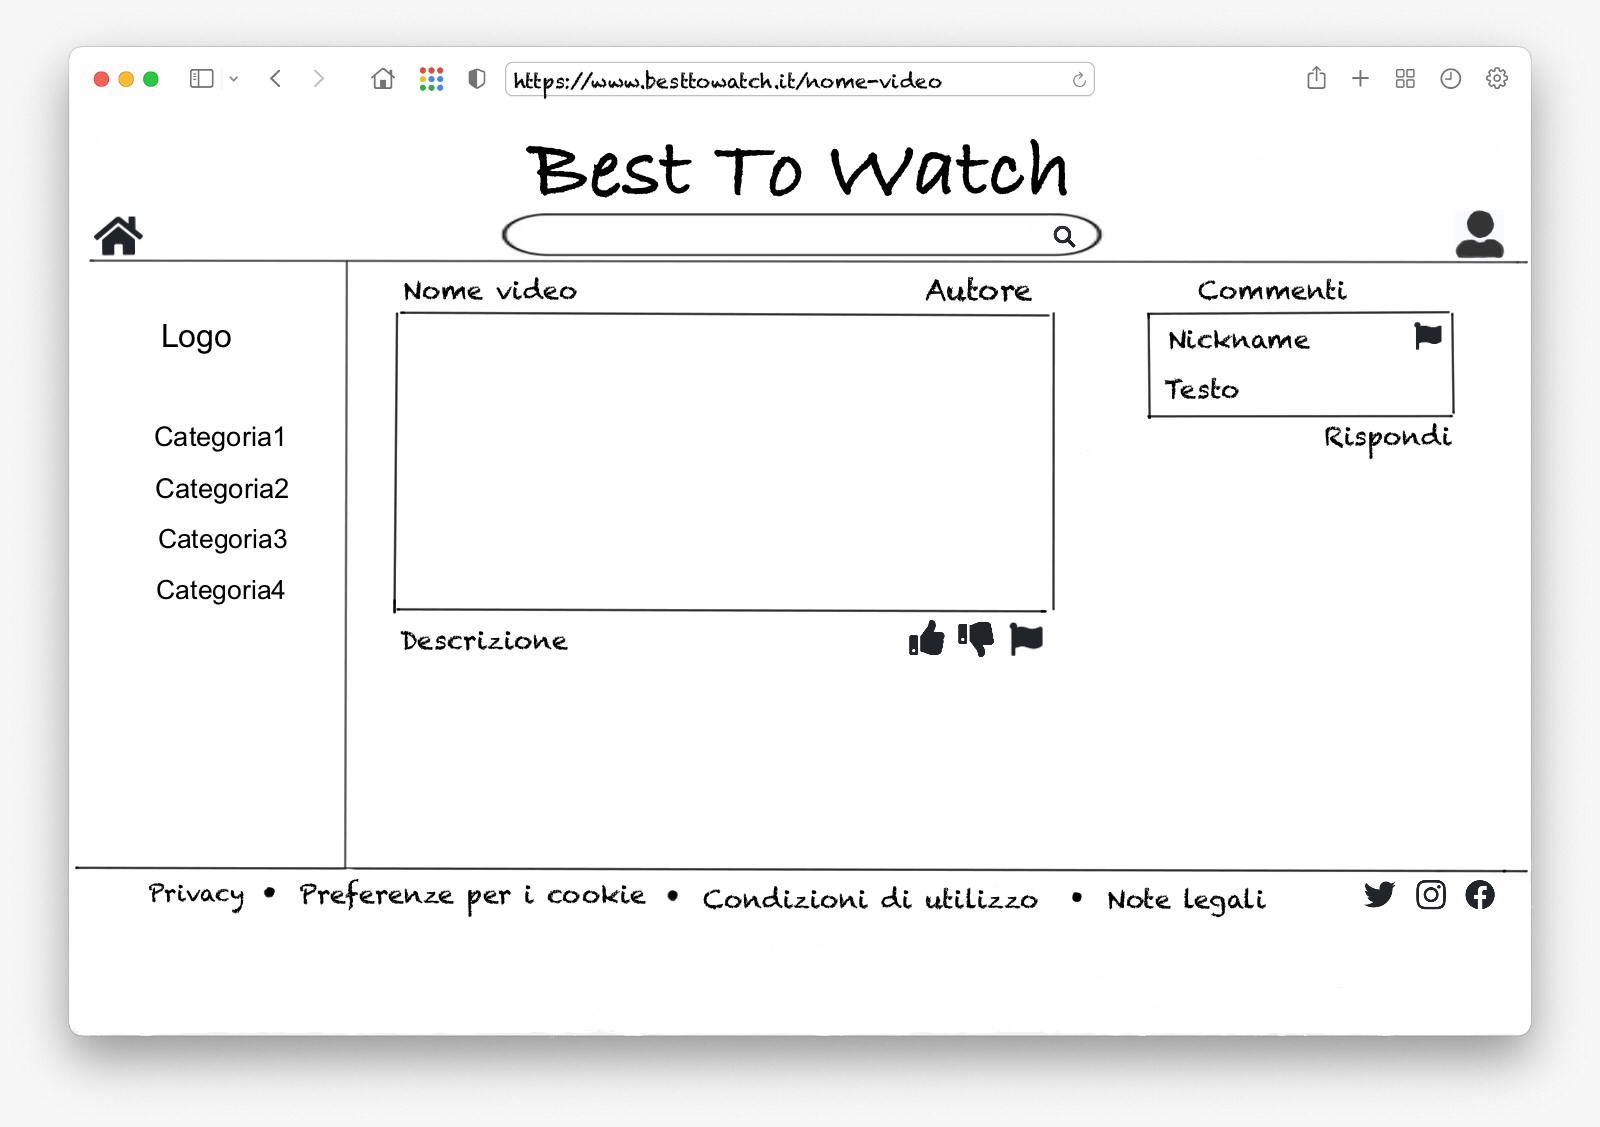 https://www.besttowatch.it/nome-video
Best To Watch
Nome video
Autore
Commenti
Logo
Nickname
Testo
Categoria1
Rispondi
Categoria2
Categoria3
Categoria4
Descrizione
Privacy • Preferenze per i cookie • Condizioni di utilizzo • Note legali